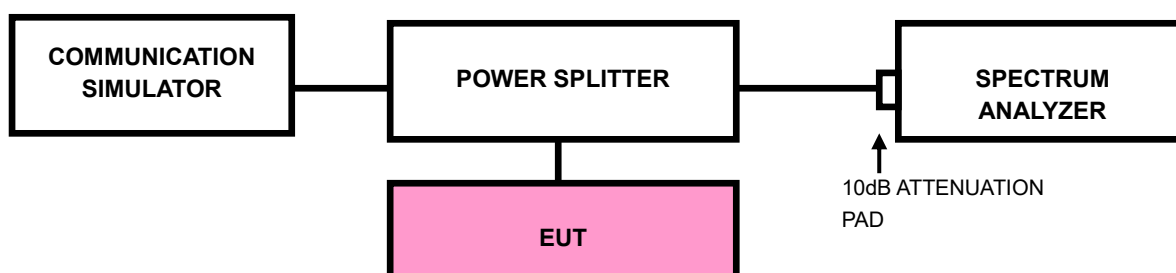 COMMUNICATION
SIMULATOR
POWER SPLITTER
SPECTRUM
ANALYZER
10dB ATTENUATION
PAD
EUT